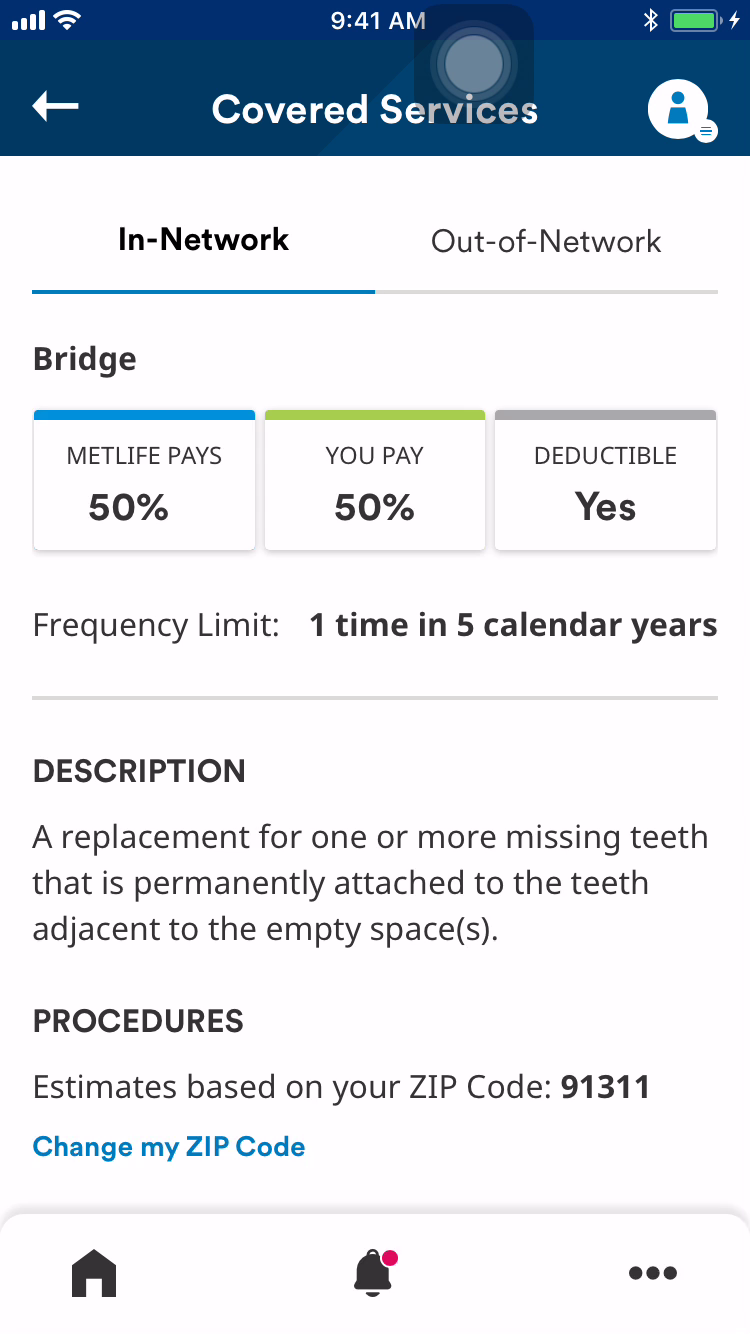 9:41 AM
Covered Services
In-Network
Out-of-Network
Bridge
METLIFE PAYS
50%
YOU PAY
50%
DEDUCTIBLE
Yes
Frequency Limit: 1 time in 5 calendar years
DESCRIPTION
A replacement for one or more missing teeth
that is permanently attached to the teeth
adjacent to the empty space(s).
PROCEDURES
Estimates based on your ZIP Code: 91311
Change my ZIP Code